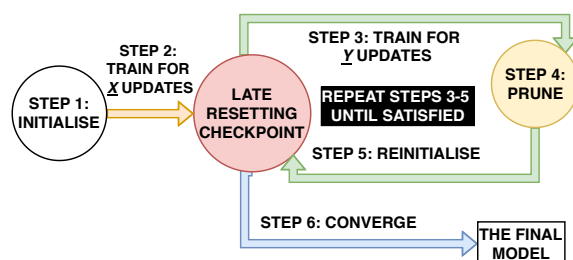 STEP 1:
INITIALISE
STEP 2:
TRAIN FOR
X UPDATES
LATE
RESETTING
CHECKPOINT
STEP 3: TRAIN FOR
Y UPDATES
REPEAT STEPS 3-5
UNTIL SATISFIED
STEP 4:
PRUNE
STEP 5: REINITIALISE
STEP 6: CONVERGE
THE FINAL
MODEL